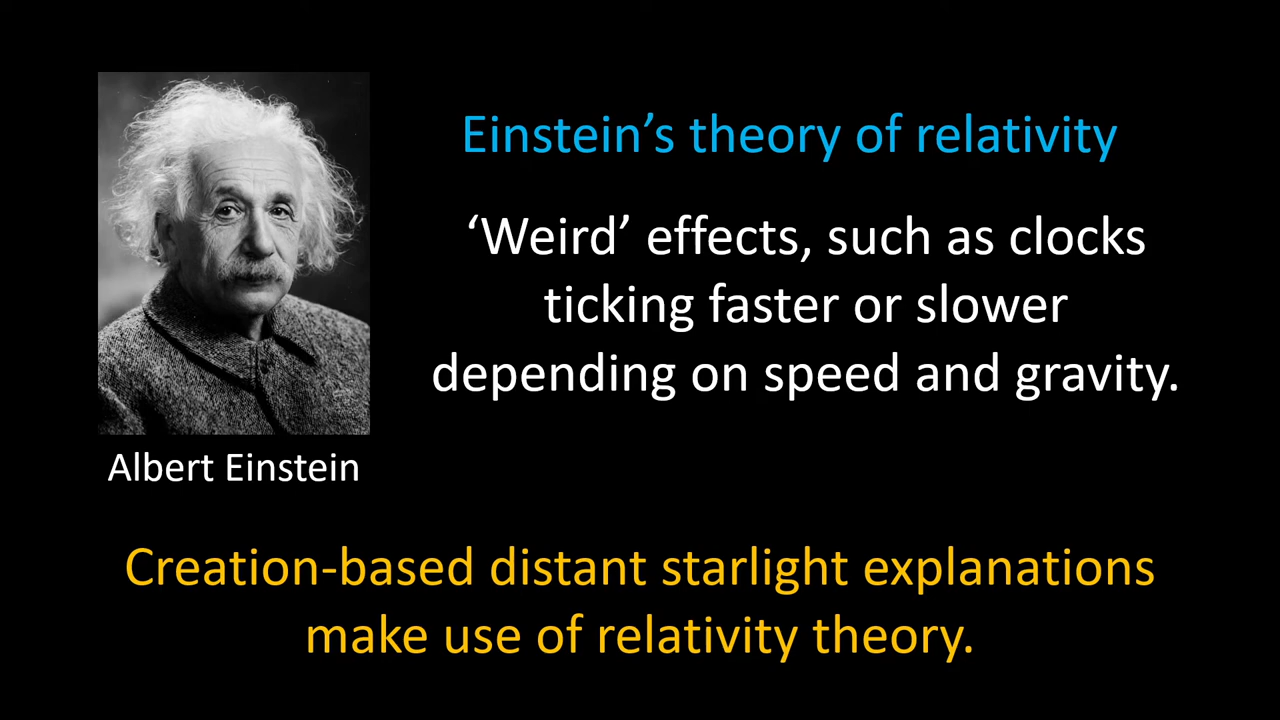 Einstein’s theory of relativity
‘Weird’ effects, such as clocks
ticking faster or slower
depending on speed and gravity.
Albert Einstein
Creation-based distant starlight explanations
make use of relativity theory.